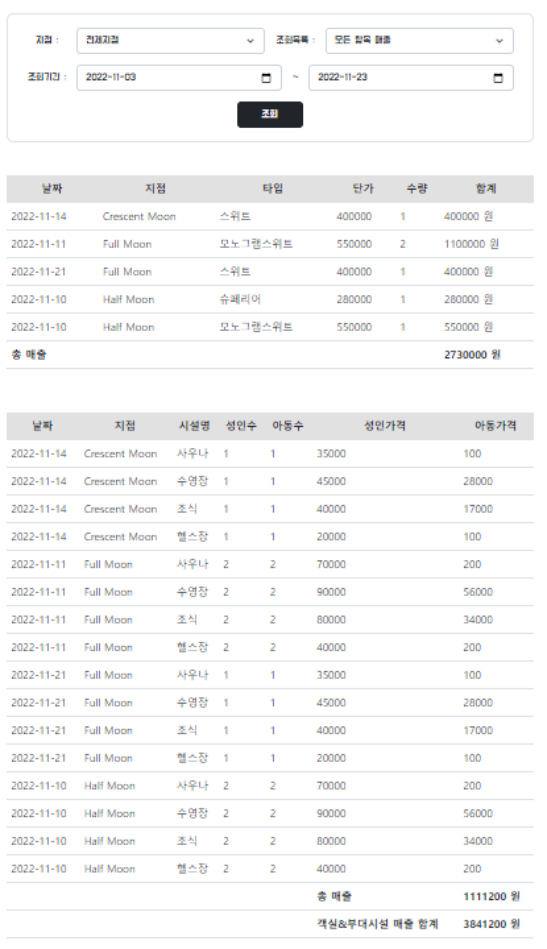 지점 : 전체지점 조회목록 : 모든 항목 매출
조회기간 : 2022-11-03 ~ 2022-11-23
조회
날짜 지점 타입 단가 수량 합계
2022-11-14 Crescent Moon 스위트 400000 1 400000 원
2022-11-11 Full Moon 모노그램스위트 550000 2 1100000 원
2022-11-21 Full Moon 스위트 400000 1 400000 원
2022-11-10 Half Moon 슈페리어 280000 1 280000 원
2022-11-10 Half Moon 모노그램스위트 550000 1 550000 원
총 매출 2730000 원
날짜 지점 시설명 성인수 아동수 성인가격 아동가격
2022-11-14 Crescent Moon 사우나 1 1 35000 100
2022-11-14 Crescent Moon 수영장 1 1 45000 28000
2022-11-14 Crescent Moon 조식 1 1 40000 17000
2022-11-14 Crescent Moon 헬스장 1 1 20000 100
2022-11-11 Full Moon 사우나 2 2 70000 200
2022-11-11 Full Moon 수영장 2 2 90000 56000
2022-11-11 Full Moon 조식 2 2 80000 34000
2022-11-11 Full Moon 헬스장 2 2 40000 200
2022-11-21 Full Moon 사우나 1 1 35000 100
2022-11-21 Full Moon 수영장 1 1 45000 28000
2022-11-21 Full Moon 조식 1 1 40000 17000
2022-11-21 Full Moon 헬스장 1 1 20000 100
2022-11-10 Half Moon 사우나 2 2 70000 200
2022-11-10 Half Moon 수영장 2 2 90000 56000
2022-11-10 Half Moon 조식 2 2 80000 34000
2022-11-10 Half Moon 헬스장 2 2 40000 200
총 매출 1111200 원
객실&부대시설 매출 합계 3841200 원